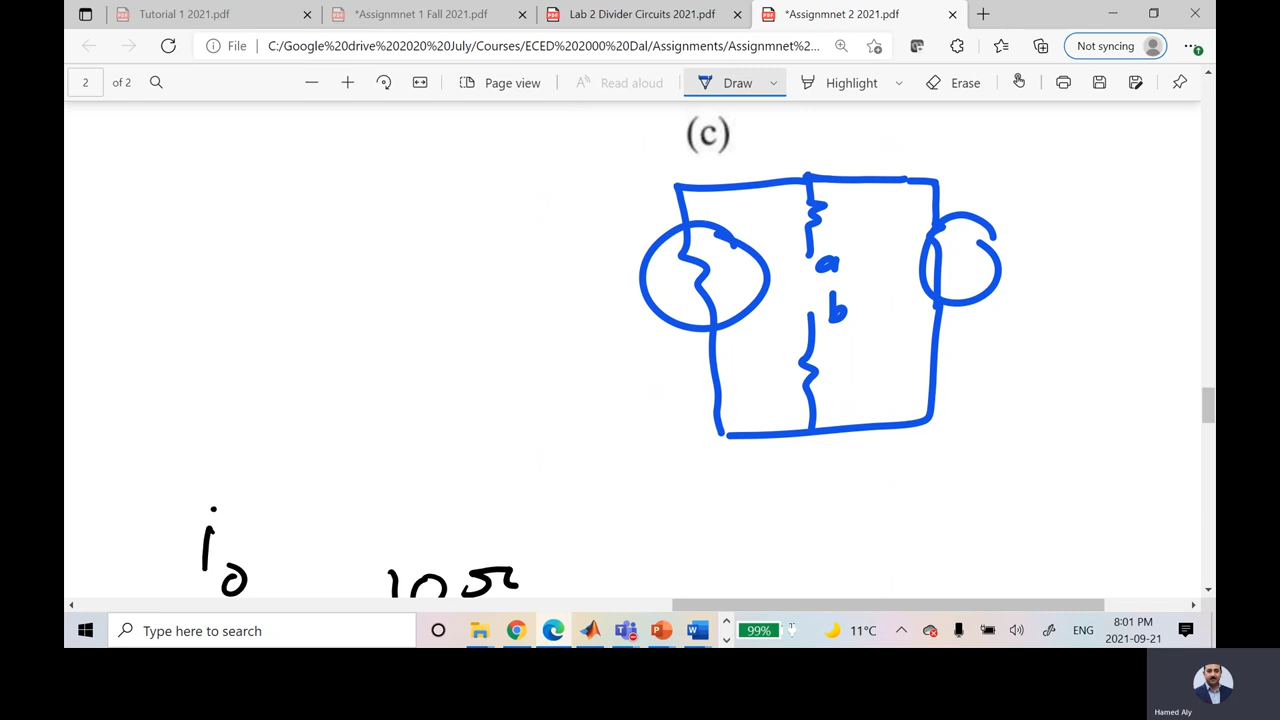 Tutorial 1 2021.pdf
*Assignmnet 1 Fall 2021.pdf
Lab 2 Divider Circuits 2021.pdf
*Assignmnet 2 2021.pdf
File
C:/Google%20drive%202020%20July/Courses/ECED%202000%20Dal/Assignments/Assignmnet%2...
Not syncing
2 of 2
Page view
Read aloud
Draw
Highlight
Erase
(c)
a
b
i₀
10 Ω
Type here to search
99%
11°C
ENG
8:01 PM
2021-09-21
Hamed Aly